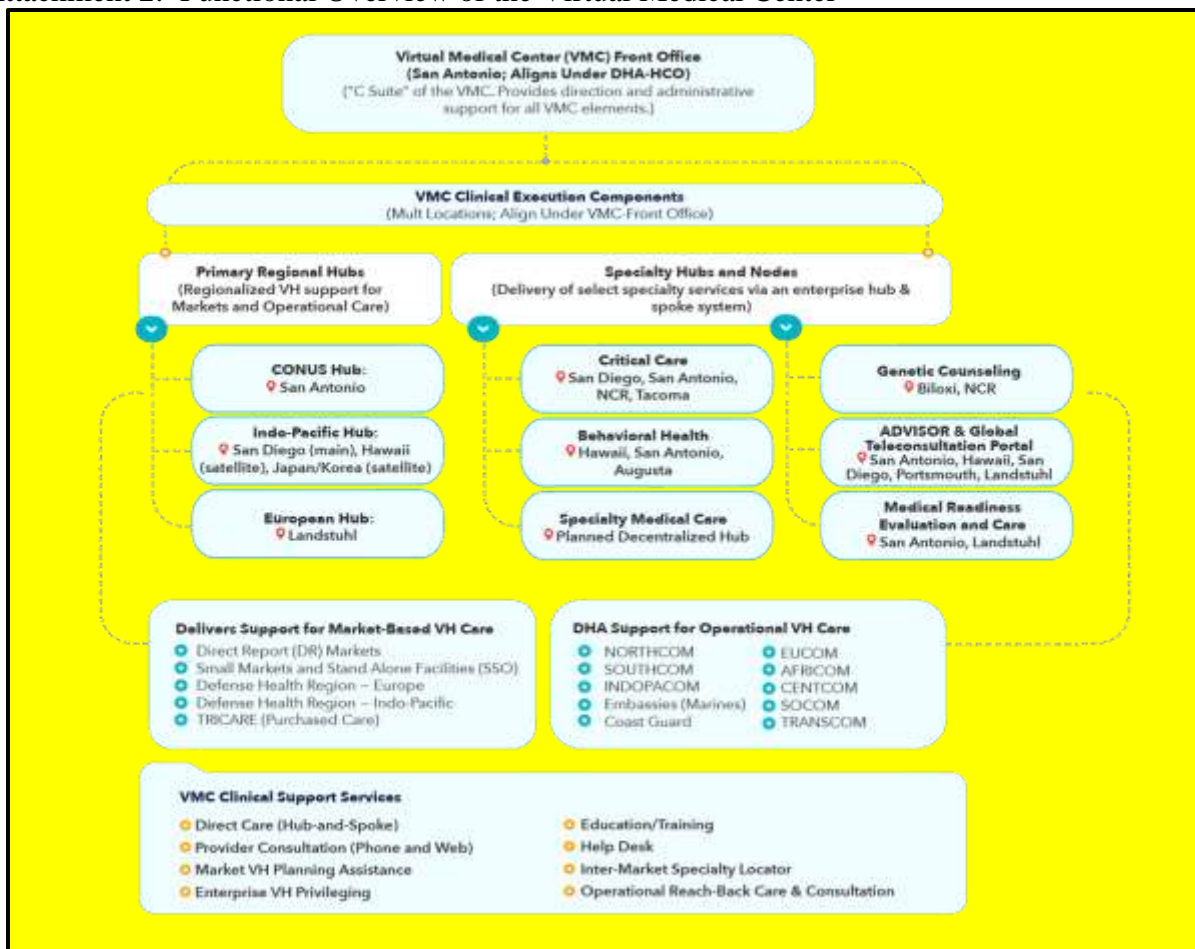 Attachment 2: Functional Overview of the Virtual Medical Center
Virtual Medical Center (VMC) Front Office
(San Antonio; Aligns Under DHA-HCO)
("C Suite" of the VMC. Provides direction and administrative
support for all VMC elements.)
VMC Clinical Execution Components
(Mult Locations; Align Under VMC-Front Office)
Primary Regional Hubs
(Regionalized VH support for
Markets and Operational Care)
Specialty Hubs and Nodes
(Delivery of select specialty services via an enterprise hub &
spoke system)
CONUS Hub:
San Antonio
Indo-Pacific Hub:
San Diego (main), Hawaii
(satellite), Japan/Korea (satellite)
European Hub:
Landstuhl
Critical Care
San Diego, San Antonio,
NCR, Tacoma
Behavioral Health
Hawaii, San Antonio,
Augusta
Specialty Medical Care
Planned Decentralized Hub
Genetic Counseling
Biloxi, NCR
ADVISOR & Global
Teleconsultation Portal
San Antonio, Hawaii, San
Diego, Portsmouth, Landstuhl
Medical Readiness
Evaluation and Care
San Antonio, Landstuhl
Delivers Support for Market-Based VH Care
Direct Report (DR) Markets
Small Markets and Stand Alone Facilities (SSO)
Defense Health Region – Europe
Defense Health Region – Indo-Pacific
TRICARE (Purchased Care)
DHA Support for Operational VH Care
NORTHCOM
SOUTHCOM
INDOPACOM
Embassies (Marines)
Coast Guard
EUCOM
AFRICOM
CENTCOM
SOCOM
TRANSCOM
VMC Clinical Support Services
Direct Care (Hub-and-Spoke)
Provider Consultation (Phone and Web)
Market VH Planning Assistance
Enterprise VH Privileging
Education/Training
Help Desk
Inter-Market Specialty Locator
Operational Reach-Back Care & Consultation